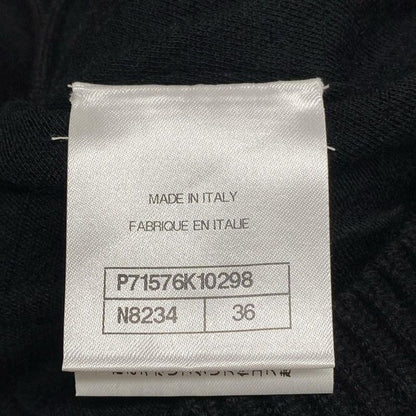 MADE IN ITALY
FABRIQUE EN ITALIE
P71576K10298
N8234 36